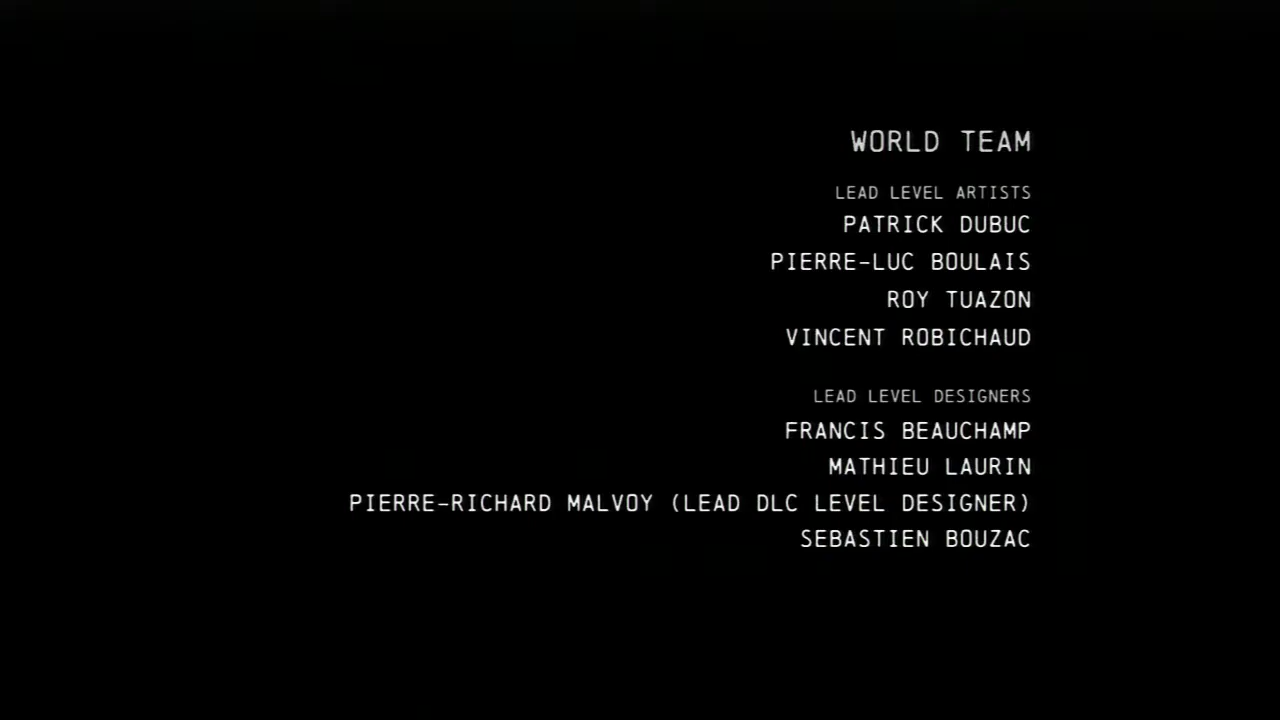 WORLD TEAM
LEAD LEVEL ARTISTS
PATRICK DUBUC
PIERRE-LUC BOULAIS
ROY TUAZON
VINCENT ROBICHAUD
LEAD LEVEL DESIGNERS
FRANCIS BEAUCHAMP
MATHIEU LAURIN
PIERRE-RICHARD MALVOY (LEAD DLC LEVEL DESIGNER)
SEBASTIEN BOUZAC